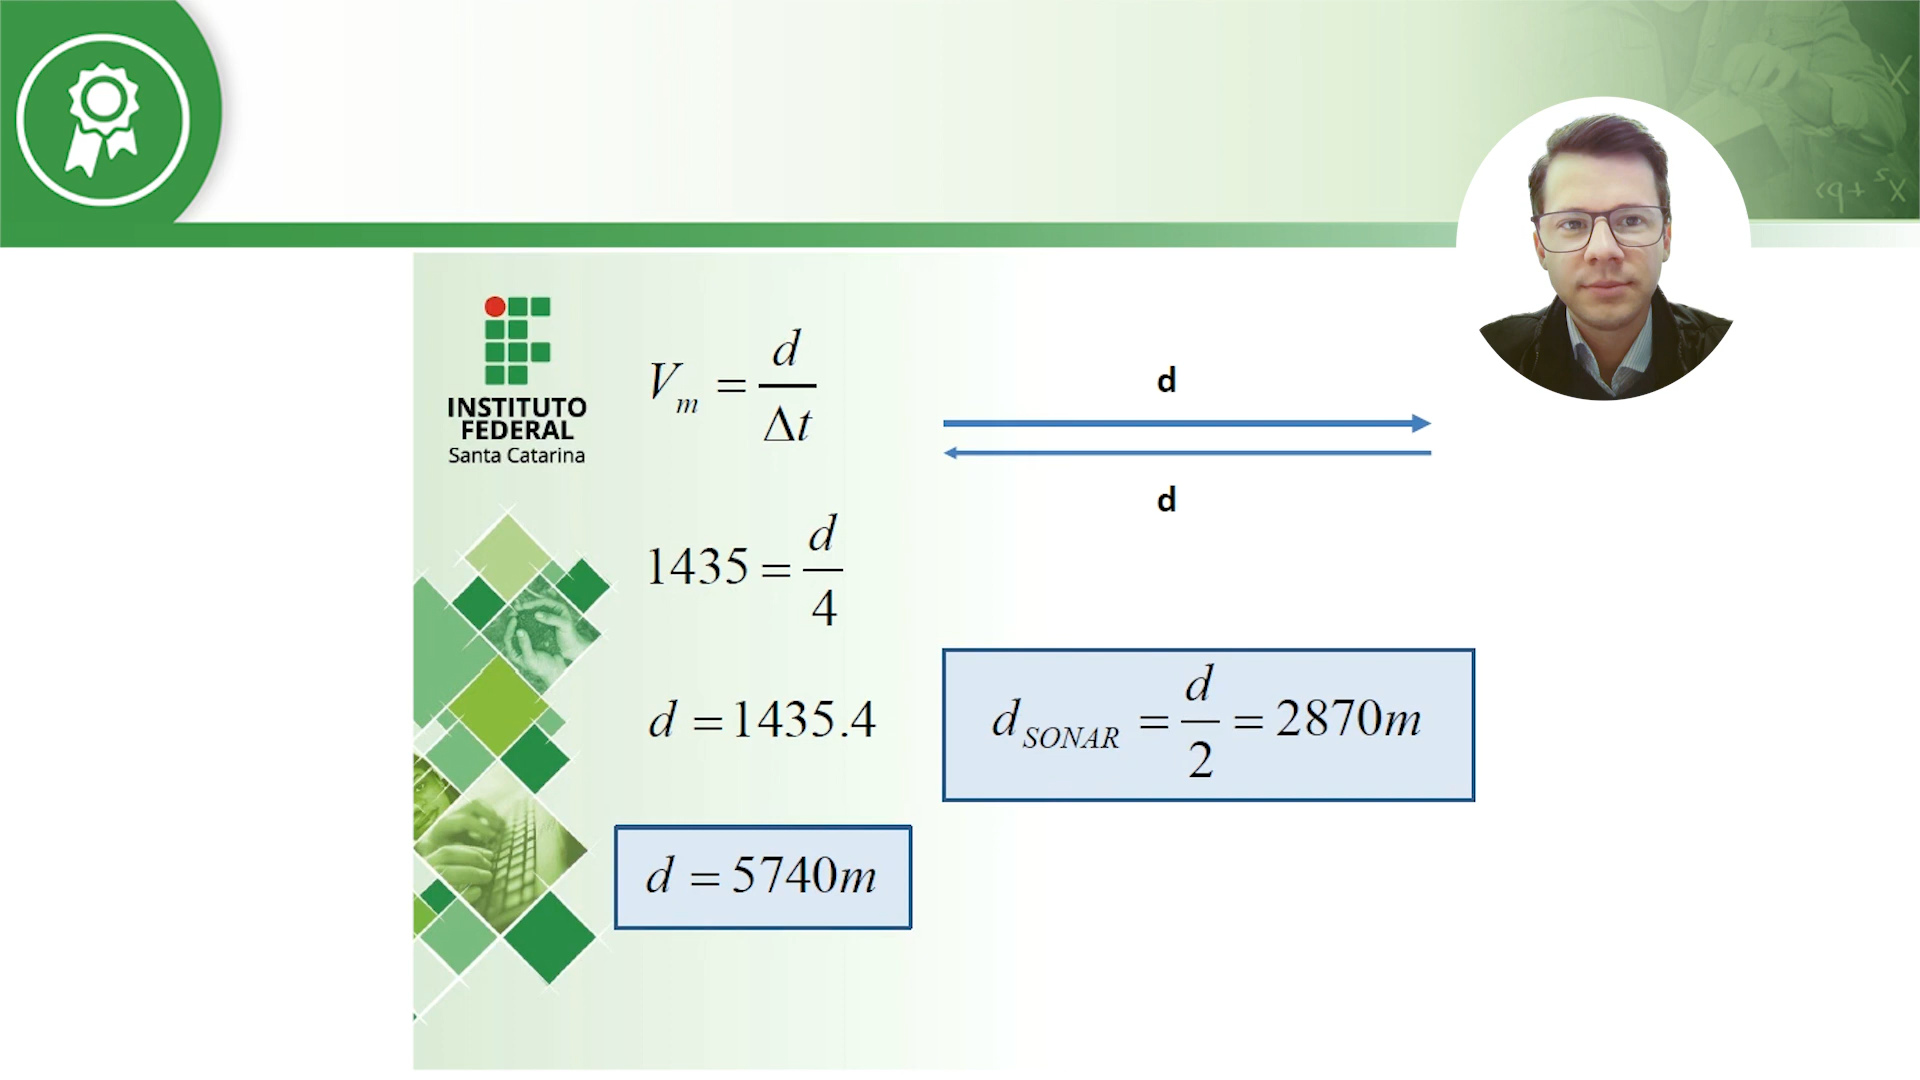 INSTITUTO
FEDERAL
Santa Catarina
V_m = d/Δt
d
d
1435 = d/4
d = 1435.4
d_SONAR = d/2 = 2870m
d = 5740m